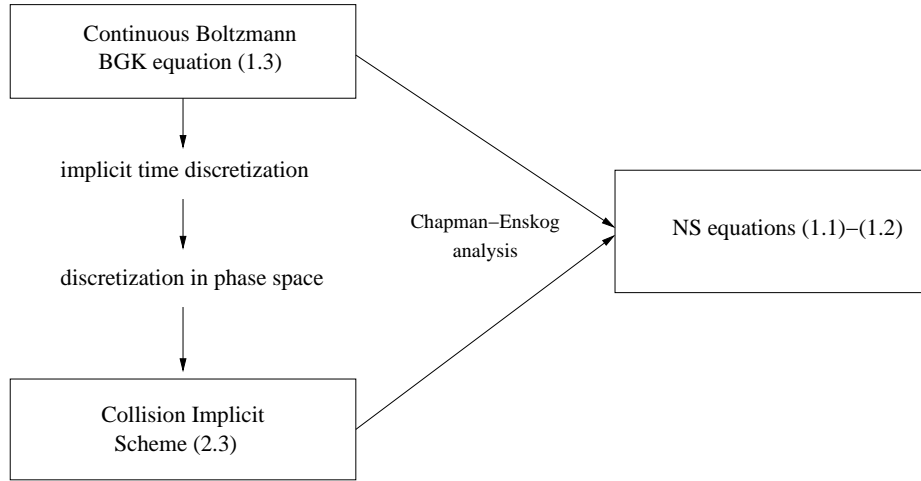 Continuous Boltzmann
BGK equation (1.3)
implicit time discretization
discretization in phase space
Collision Implicit
Scheme (2.3)
Chapman−Enskog
analysis
NS equations (1.1)−(1.2)